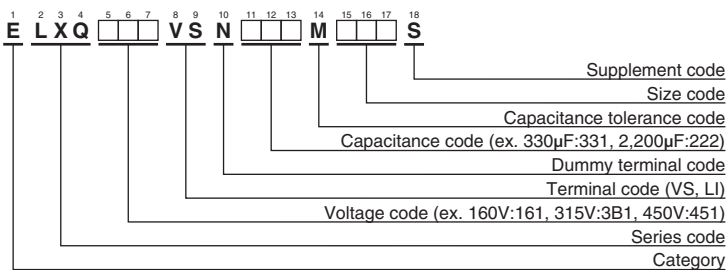 1 2 3 4 5 6 7 8 9 10 11 12 13 14 15 16 17 18
E L X Q V S N M S
Supplement code
Size code
Capacitance tolerance code
Capacitance code (ex. 330µF:331, 2,200µF:222)
Dummy terminal code
Terminal code (VS, LI)
Voltage code (ex. 160V:161, 315V:3B1, 450V:451)
Series code
Category